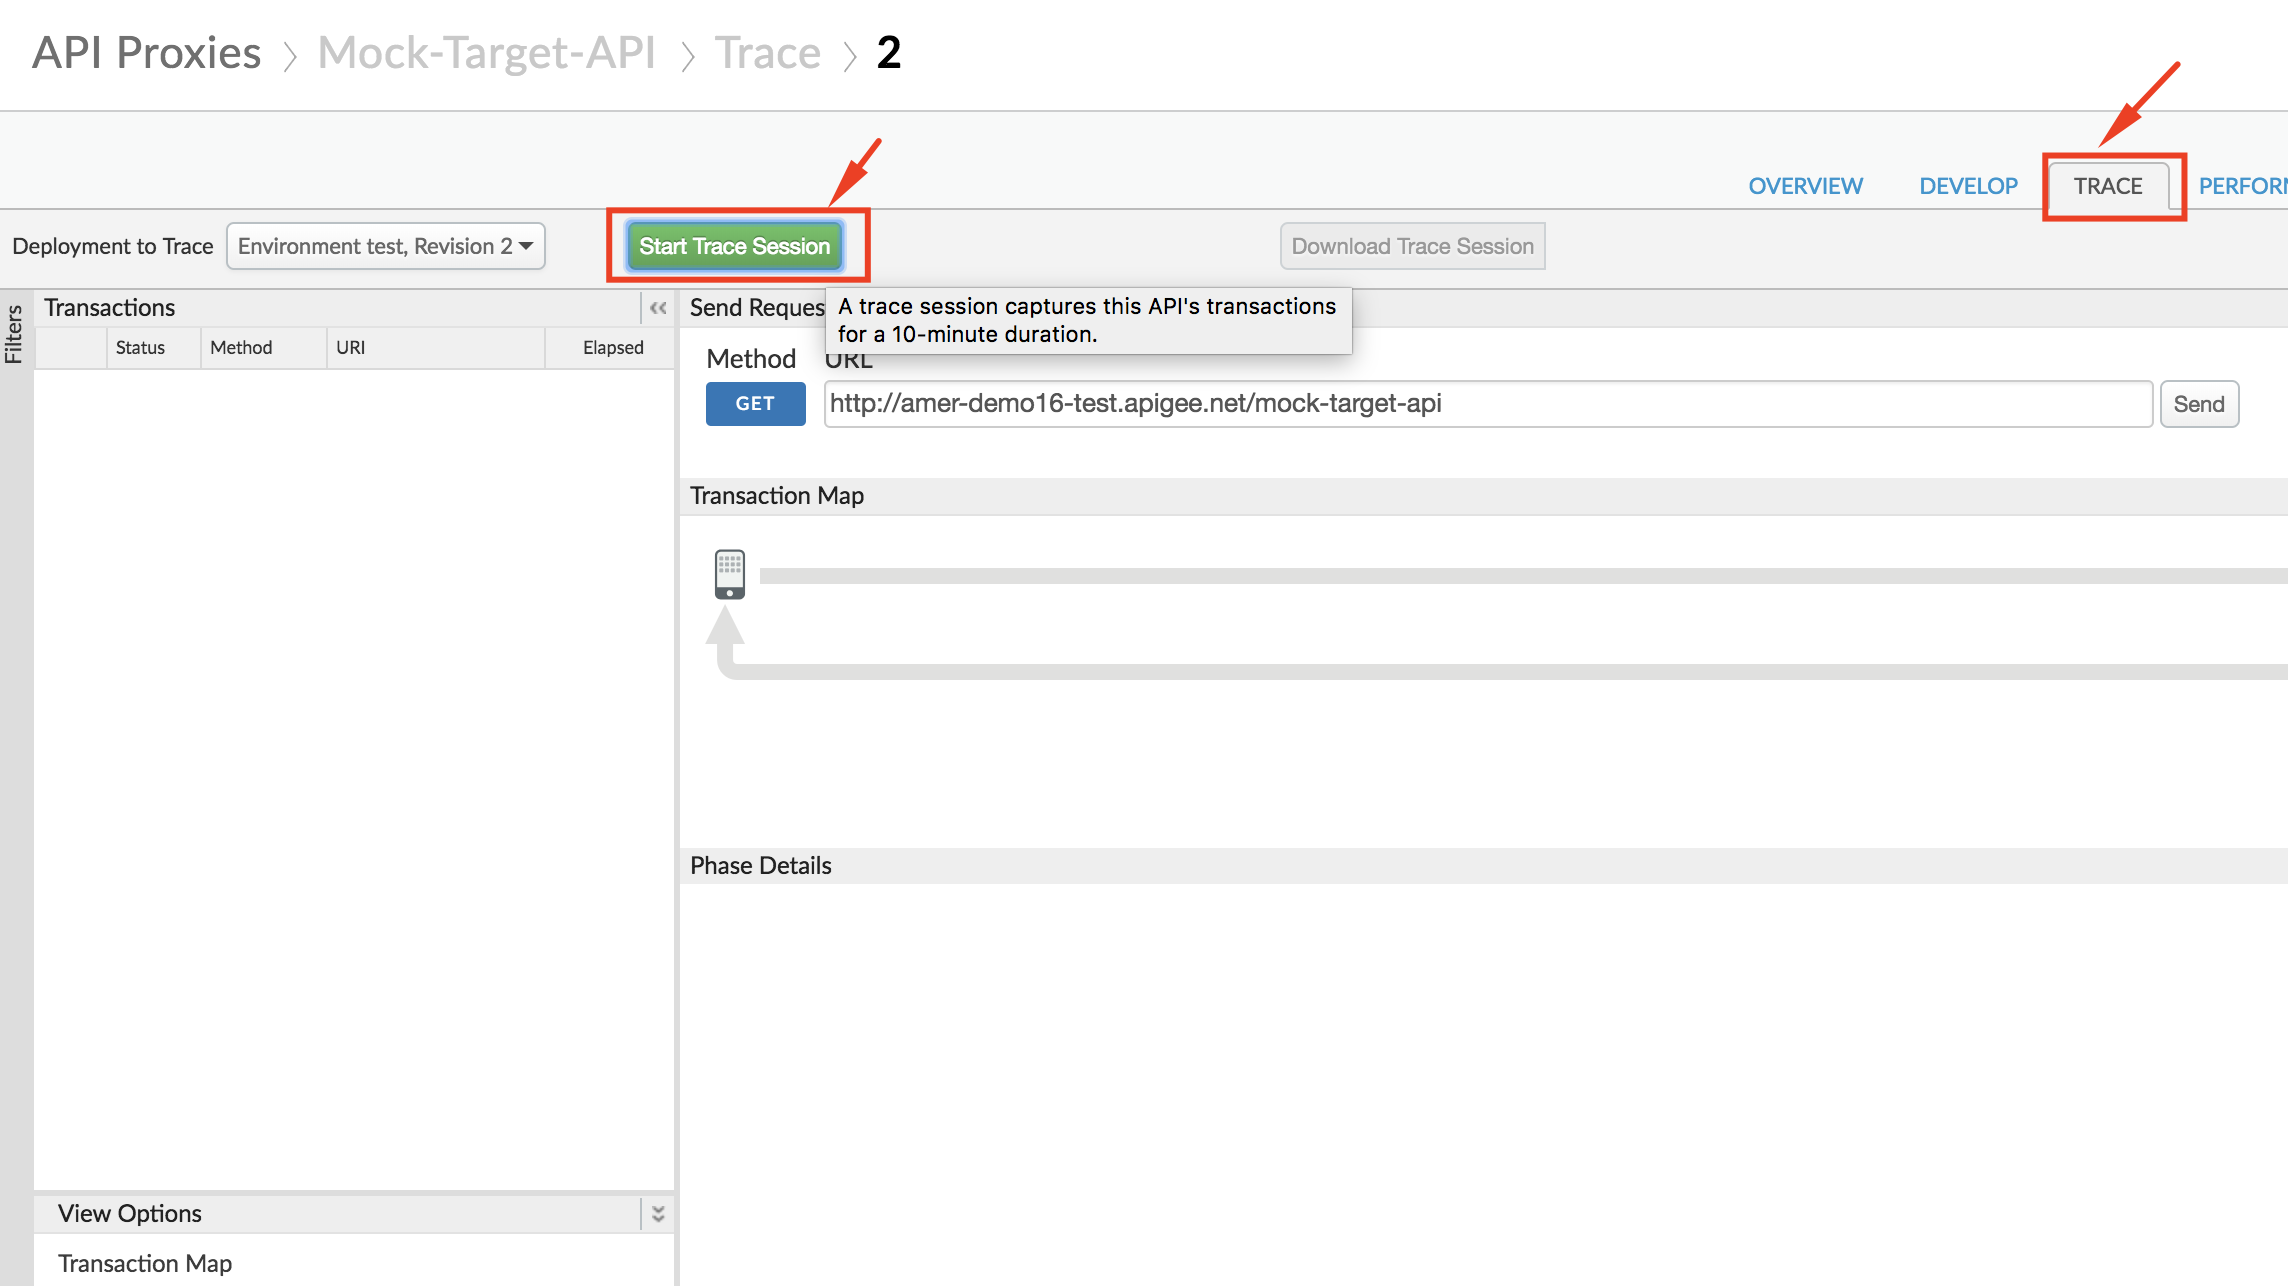 API Proxies › Mock-Target-API › Trace › 2
OVERVIEW DEVELOP TRACE PERFORM
Deployment to Trace Environment test, Revision 2 Start Trace Session Download Trace Session
Filters
Transactions «
Status Method URI Elapsed
Send Reques
A trace session captures this API's transactions
for a 10-minute duration.
Method URL
GET http://amer-demo16-test.apigee.net/mock-target-api Send
Transaction Map
Phase Details
View Options
Transaction Map